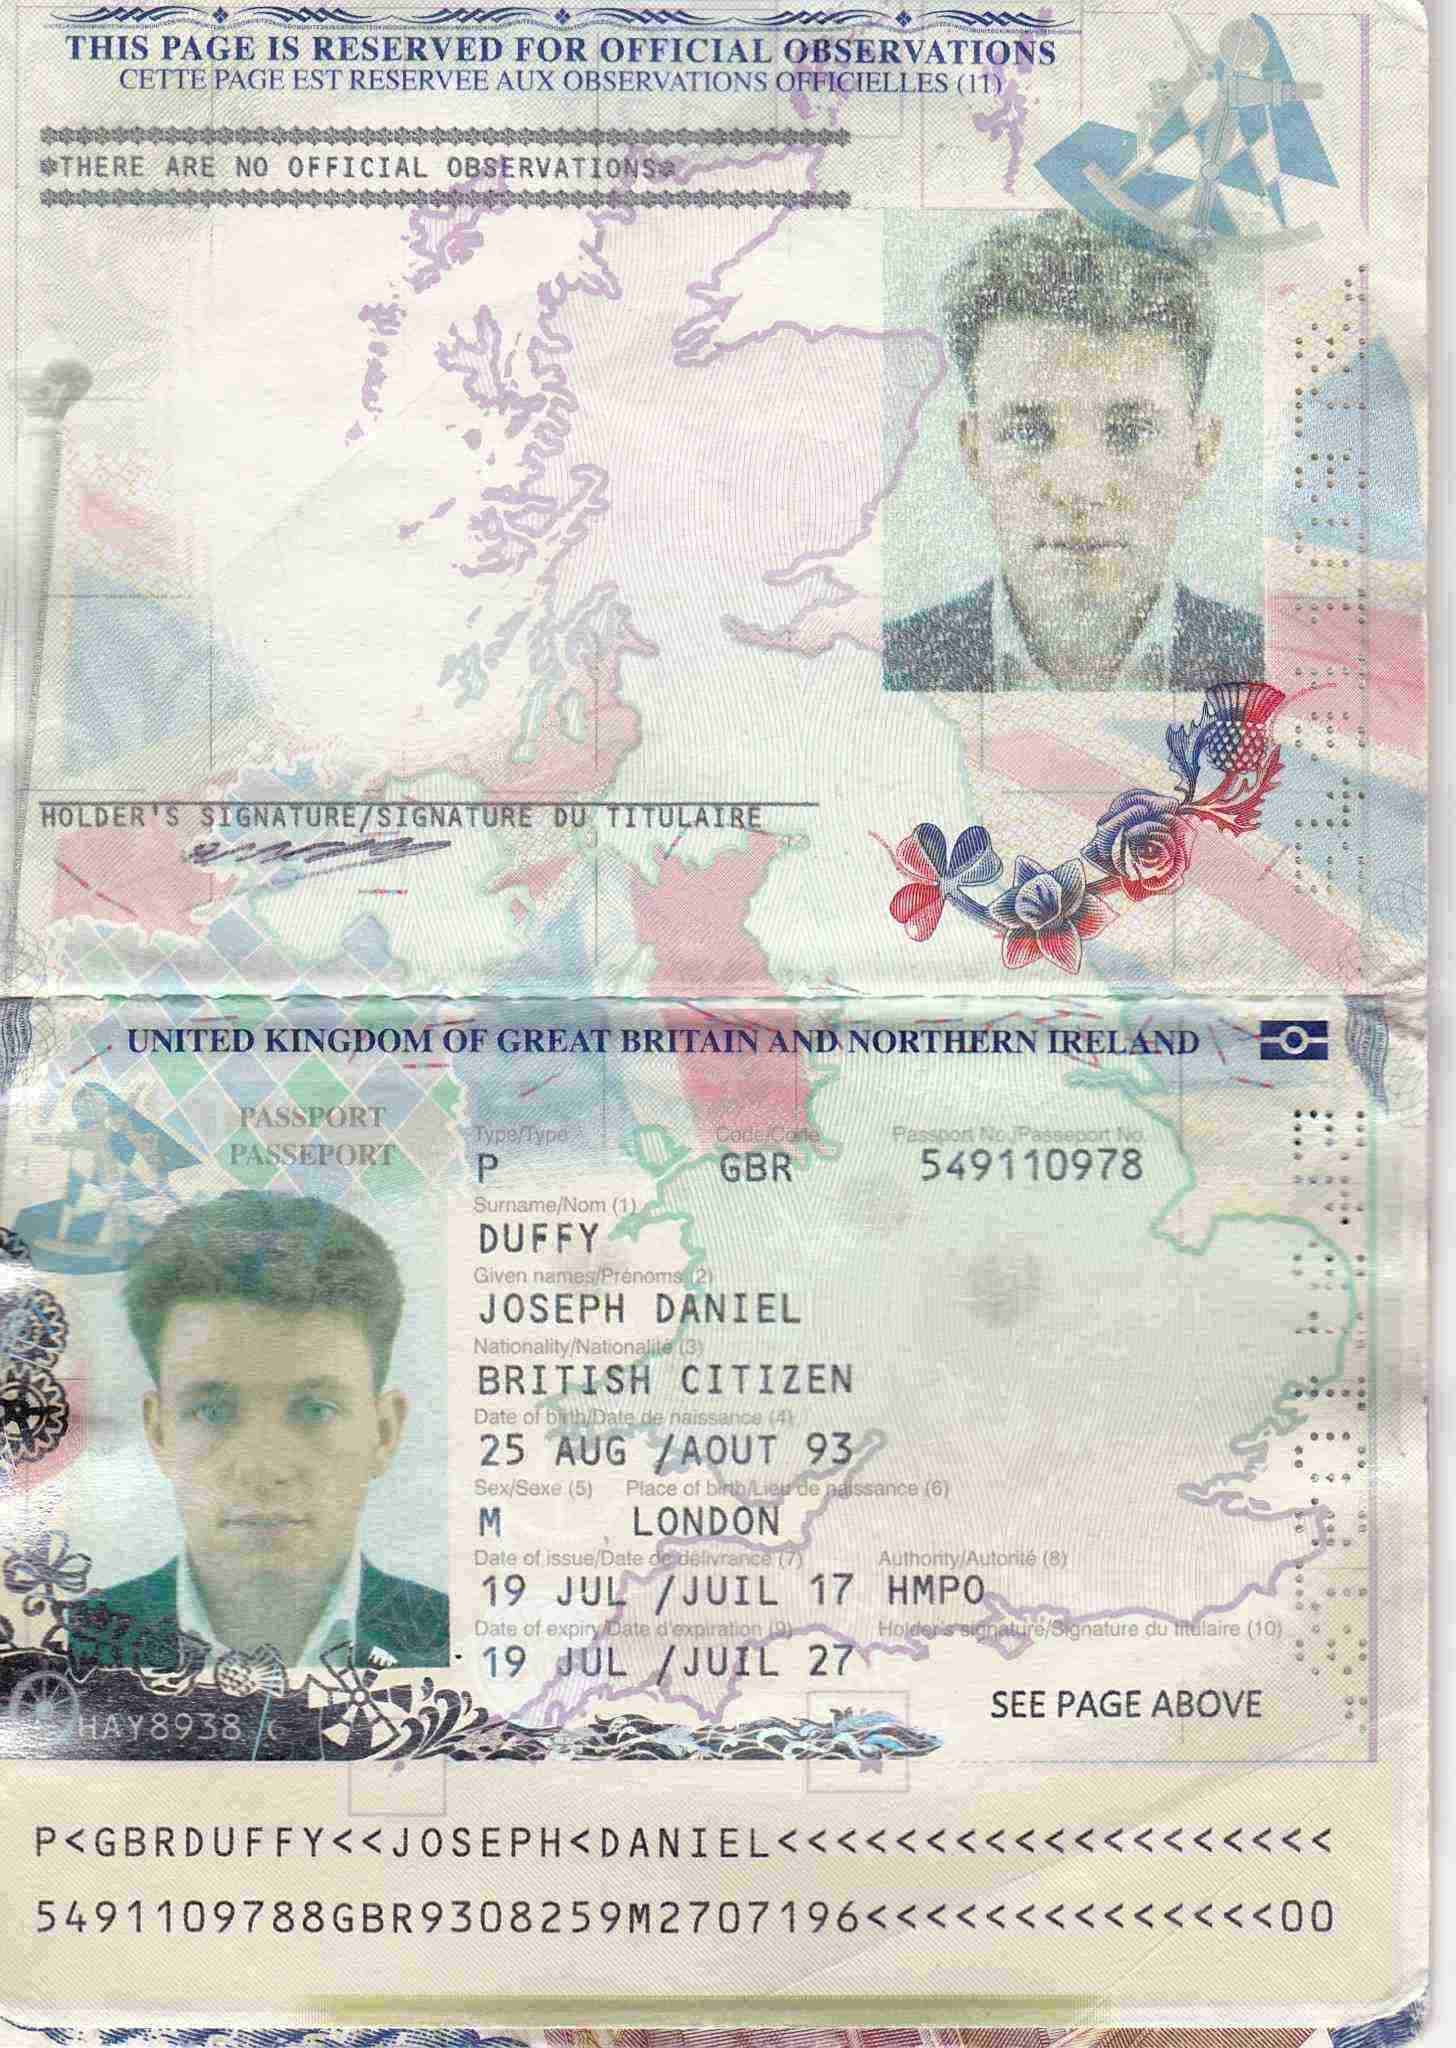 THIS PAGE IS RESERVED FOR OFFICIAL OBSERVATIONS
CETTE PAGE EST RESERVEE AUX OBSERVATIONS OFFICIELLES (11)
*THERE ARE NO OFFICIAL OBSERVATIONS*
HOLDER'S SIGNATURE/SIGNATURE DU TITULAIRE
UNITED KINGDOM OF GREAT BRITAIN AND NORTHERN IRELAND
PASSPORT
PASSEPORT
Type/Type Code/Code Passport No./Passeport No.
P GBR 549110978
Surname/Nom (1)
DUFFY
Given names/Prénoms (2)
JOSEPH DANIEL
Nationality/Nationalité (3)
BRITISH CITIZEN
Date of birth/Date de naissance (4)
25 AUG /AOUT 93
Sex/Sexe (5) Place of birth/Lieu de naissance (6)
M LONDON
Date of issue/Date de délivrance (7) Authority/Autorité (8)
19 JUL /JUIL 17 HMPO
Date of expiry/Date d'expiration (9) Holder's signature/Signature du titulaire (10)
19 JUL /JUIL 27
SEE PAGE ABOVE
P<GBRDUFFY<<JOSEPH<DANIEL<<<<<<<<<<<<<<<<<<<
5491109788GBR9308259M2707196<<<<<<<<<<<<<<00